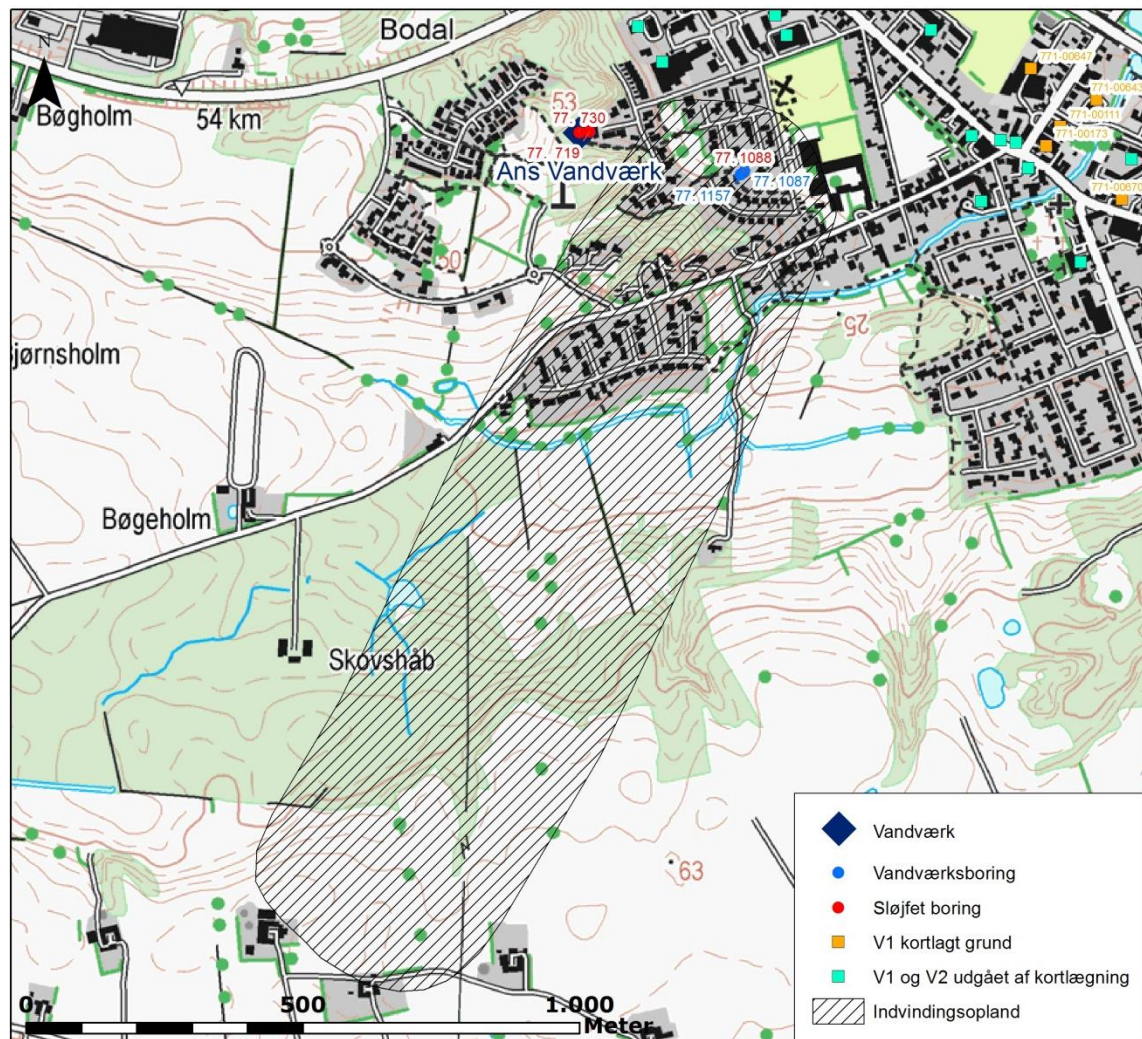 Bodal
N
Bøgholm
54 km
53
77. 730
77. 719
Ans Vandværk
77. 1088
77. 1087
77. 1157
771-00647
771-00643
771-00111
771-00173
771-00670
50
25
jørnsholm
Bøgeholm
Skovshåb
63
Vandværk
Vandværksboring
Sløjfet boring
V1 kortlagt grund
V1 og V2 udgået af kortlægning
Indvindingsopland
0 500 1.000
Meter